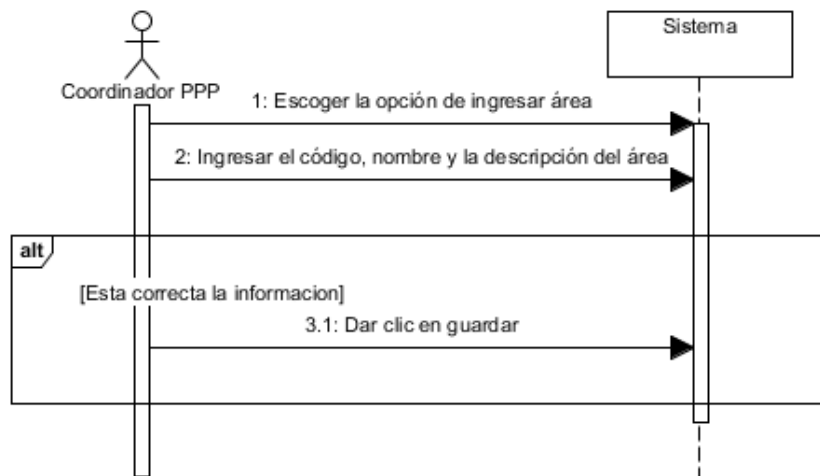 Sistema
Coordinador PPP
1: Escoger la opción de ingresar área
2: Ingresar el código, nombre y la descripción del área
alt
[Esta correcta la informacion]
3.1: Dar clic en guardar